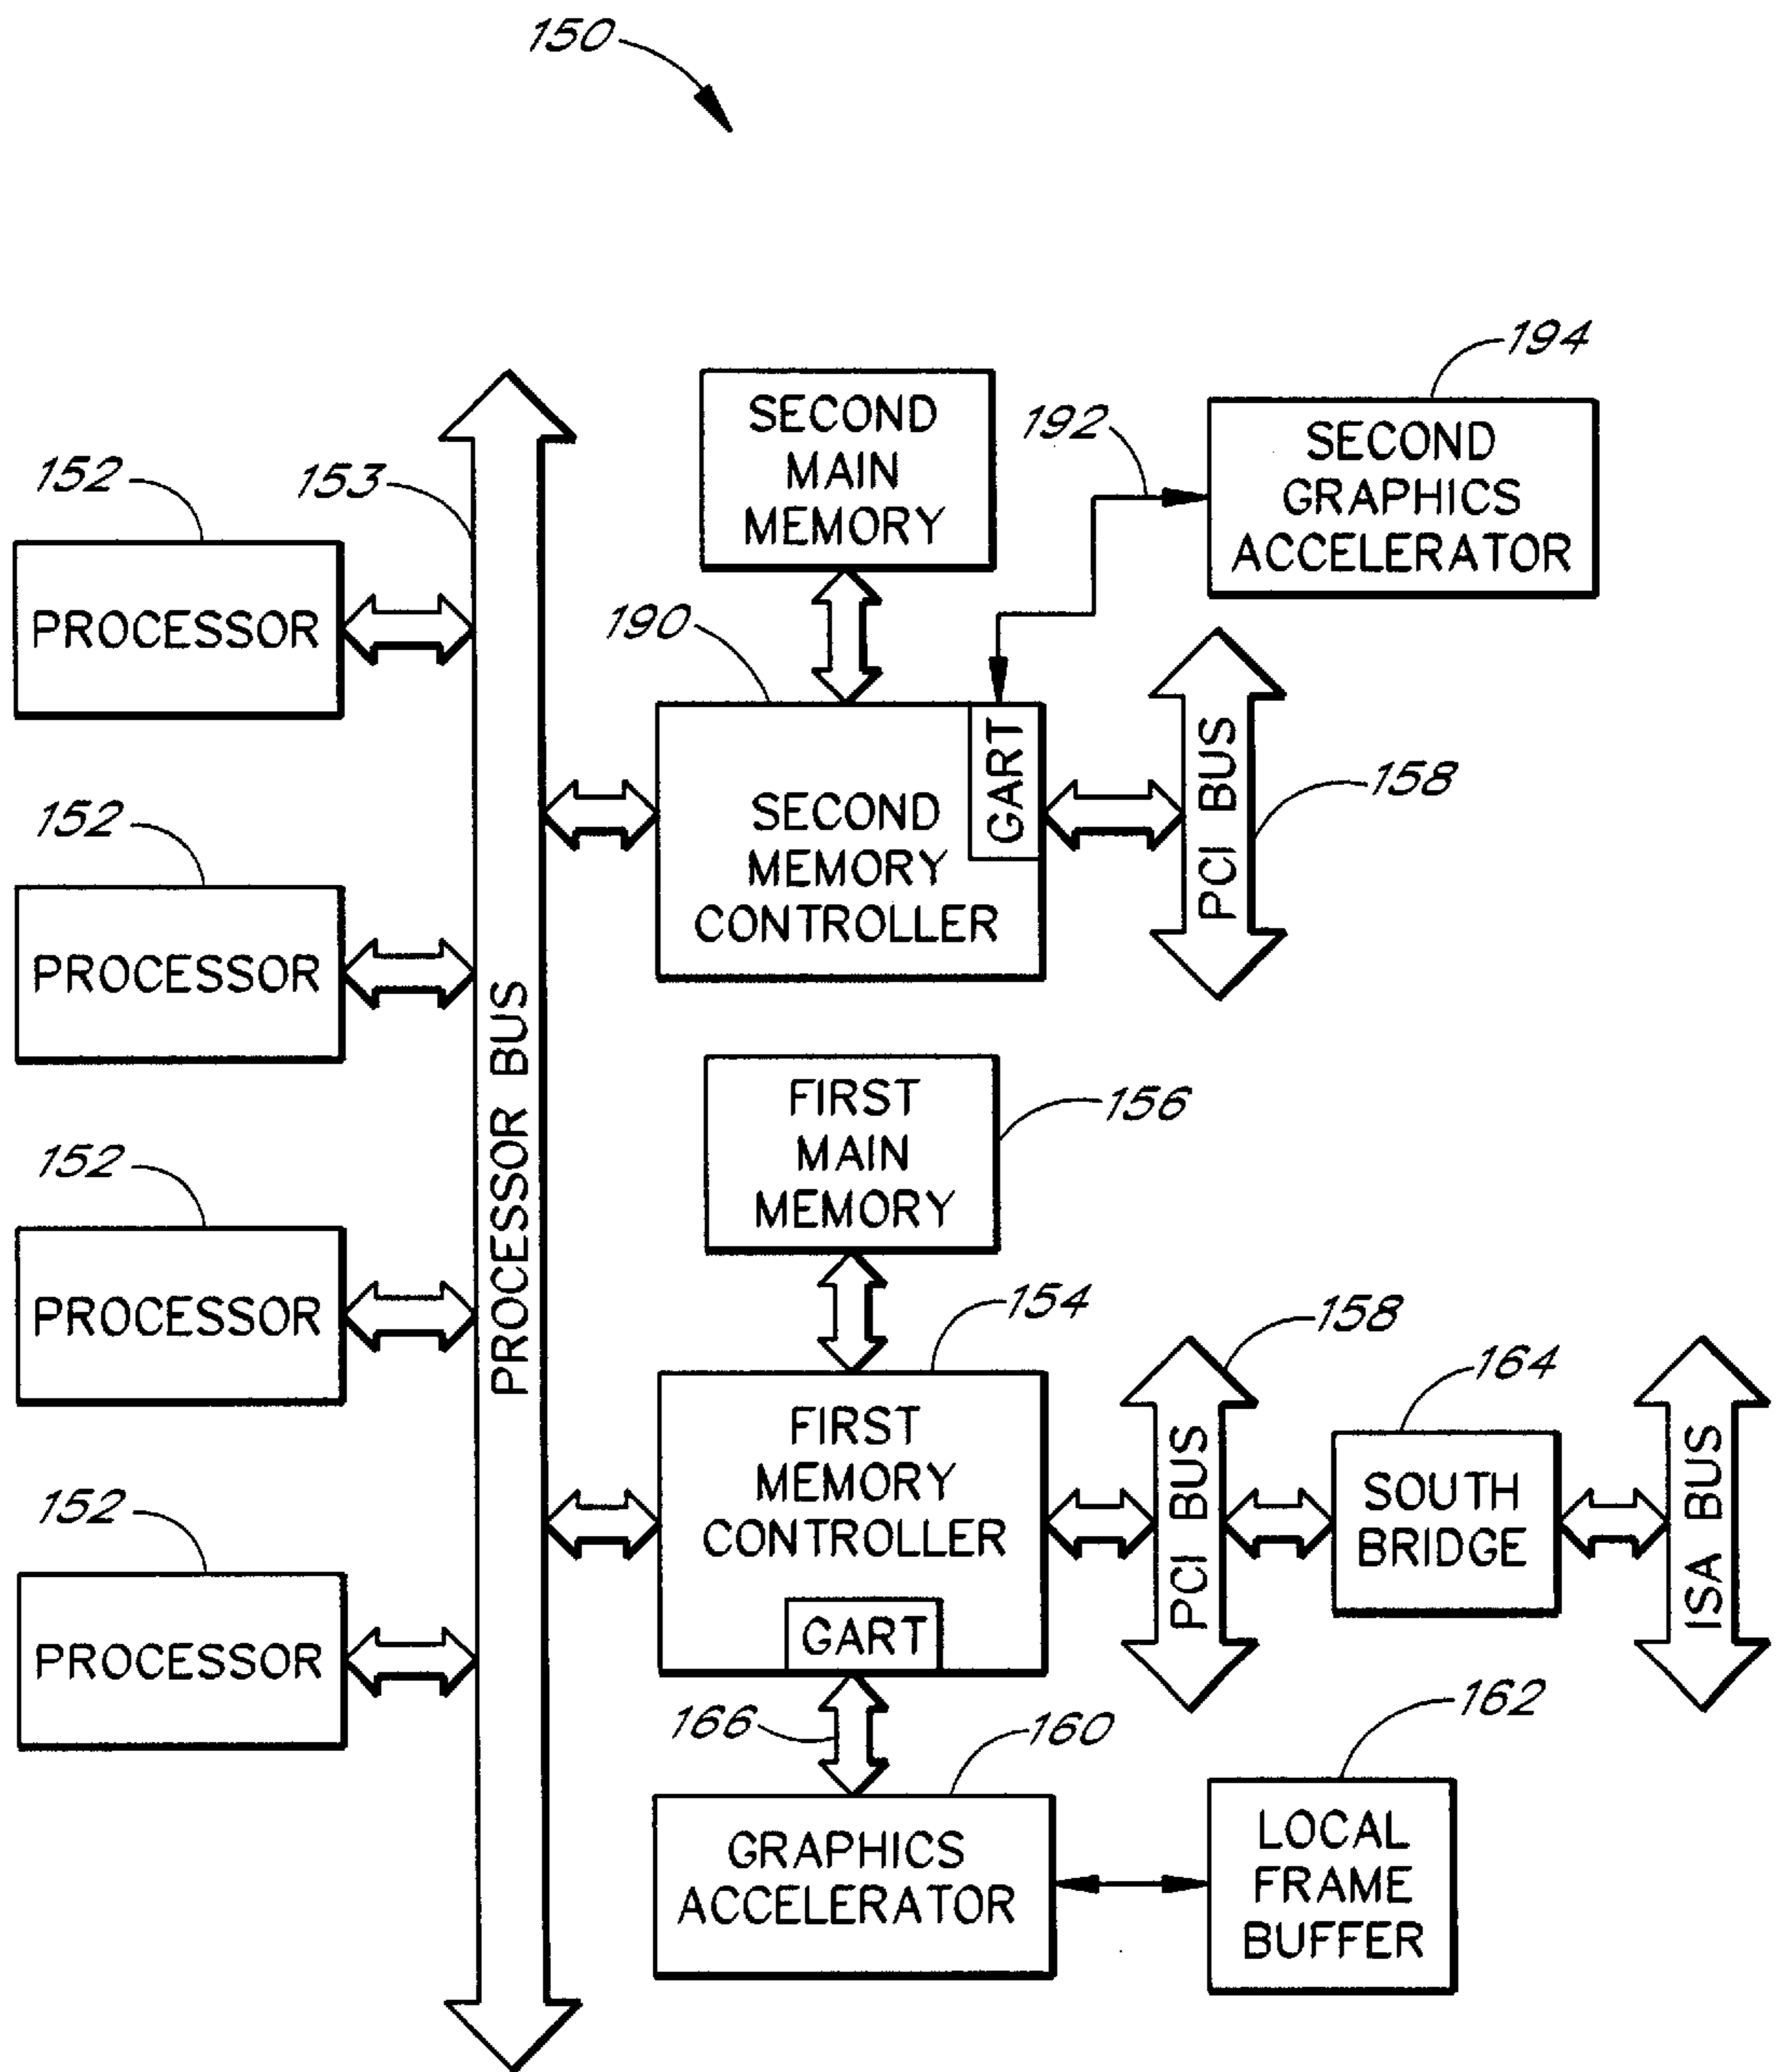 150
194
SECOND
MAIN
MEMORY
192
SECOND
GRAPHICS
ACCELERATOR
152
153
PROCESSOR
190
GART
SECOND
MEMORY
CONTROLLER
PCI BUS
158
152
PROCESSOR
PROCESSOR BUS
FIRST
MAIN
MEMORY
156
152
PROCESSOR
154
158
164
FIRST
MEMORY
CONTROLLER
GART
PCI BUS
SOUTH
BRIDGE
ISA BUS
152
PROCESSOR
166
160
162
GRAPHICS
ACCELERATOR
LOCAL
FRAME
BUFFER